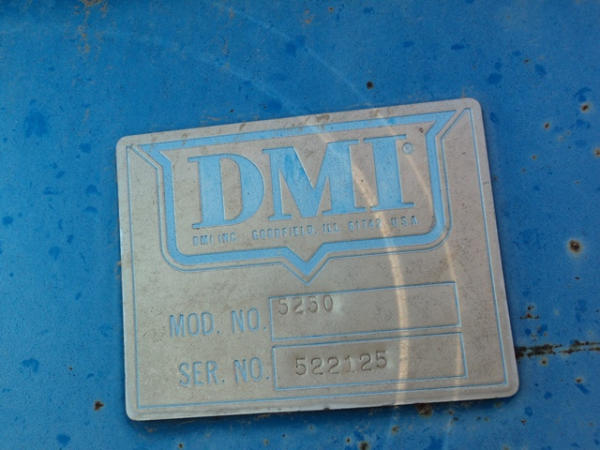 DMI®
DMI INC. GOODFIELD, ILL. 61742 U.S.A
MOD. NO. 5250
SER. NO. 522125